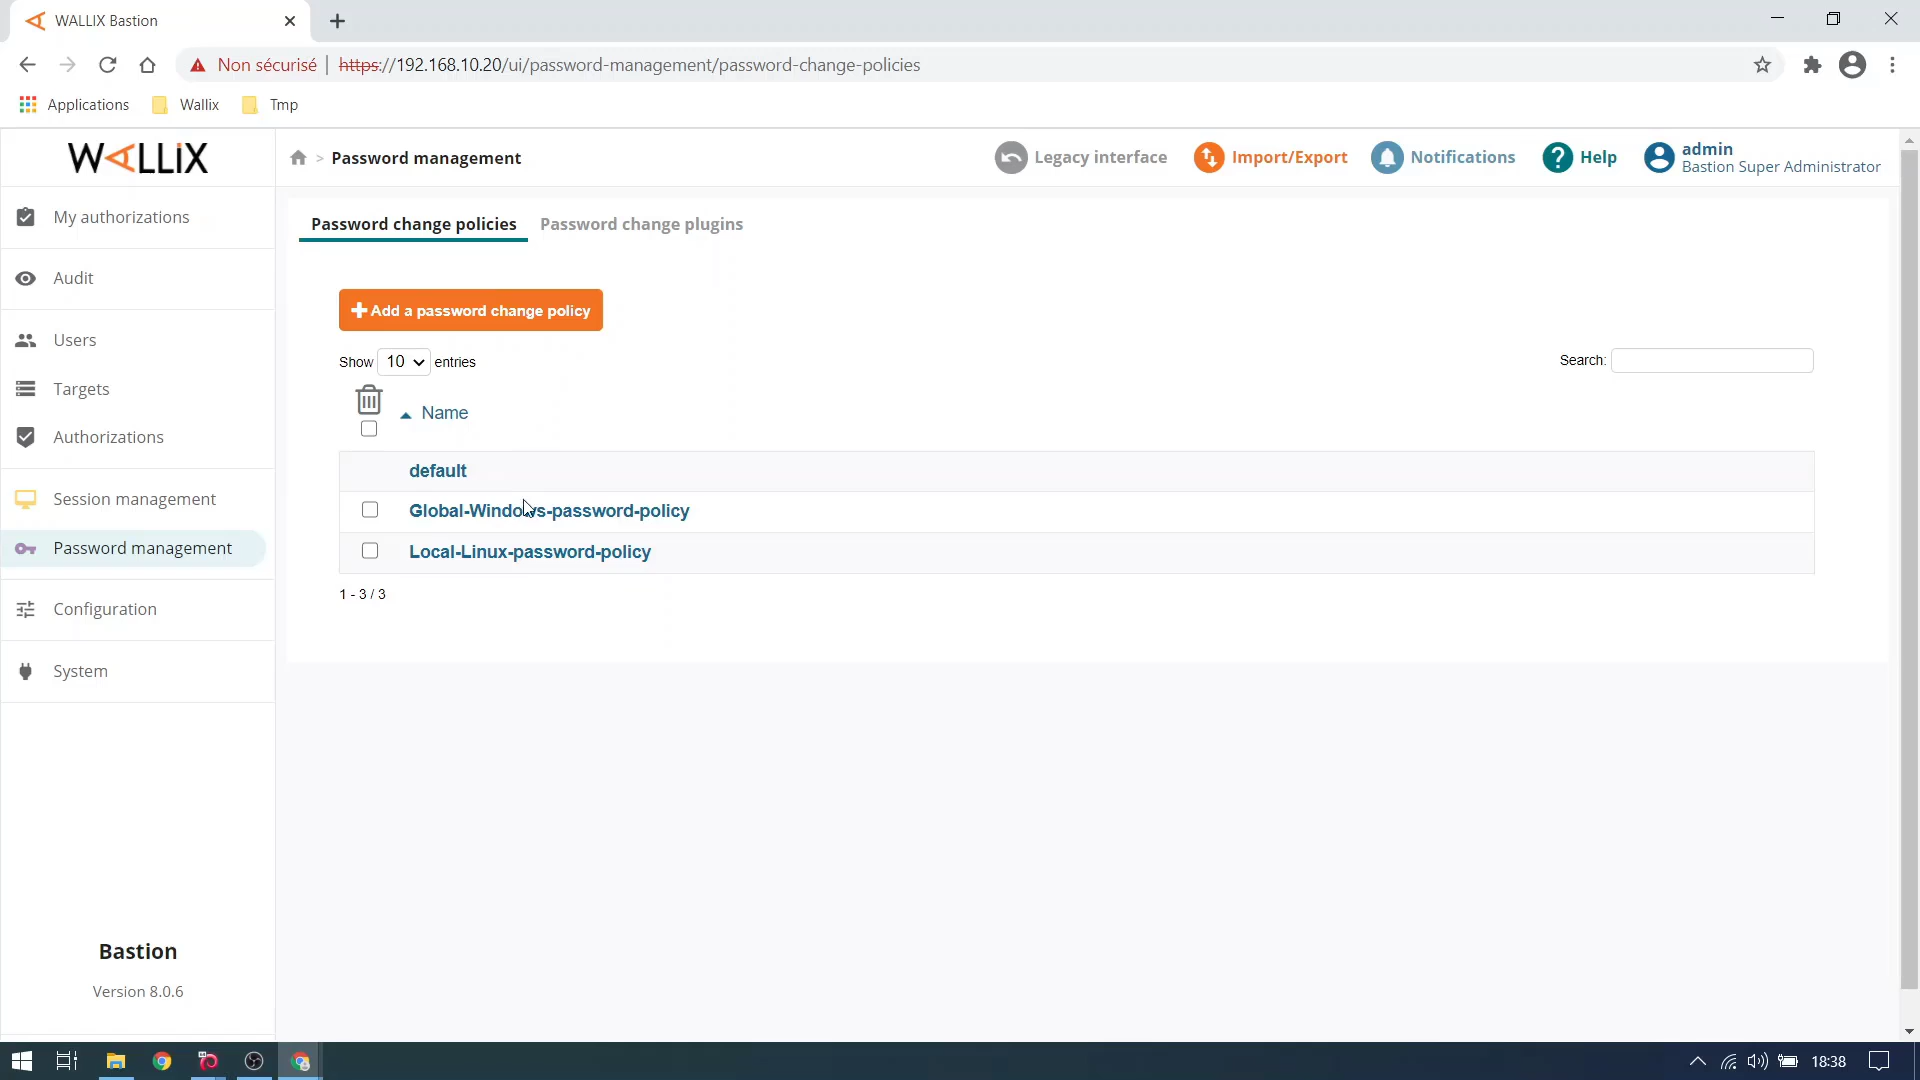 WALLIX Bastion
Non sécurisé
https://192.168.10.20/ui/password-management/password-change-policies
Applications
Wallix
Tmp
WALLIX
> Password management
Legacy interface
Import/Export
Notifications
? Help
admin
Bastion Super Administrator
My authorizations
Audit
Users
Targets
Authorizations
Session management
Password management
Configuration
System
Bastion
Version 8.0.6
Password change policies
Password change plugins
Add a password change policy
Show 10 entries
Search:
Name
default
Global-Windows-password-policy
Local-Linux-password-policy
1 - 3 / 3
18:38